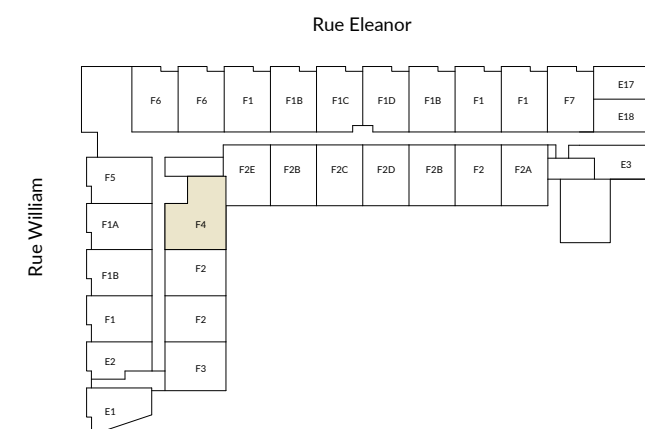 Rue Eleanor
E17
F6 F6 F1 F1B F1C F1D F1B F1 F1 F7
E18
F2E F2B F2C F2D F2B F2 F2A E3
F5
Rue William
F1A F4
F1B F2
F1 F2
E2 F3
E1